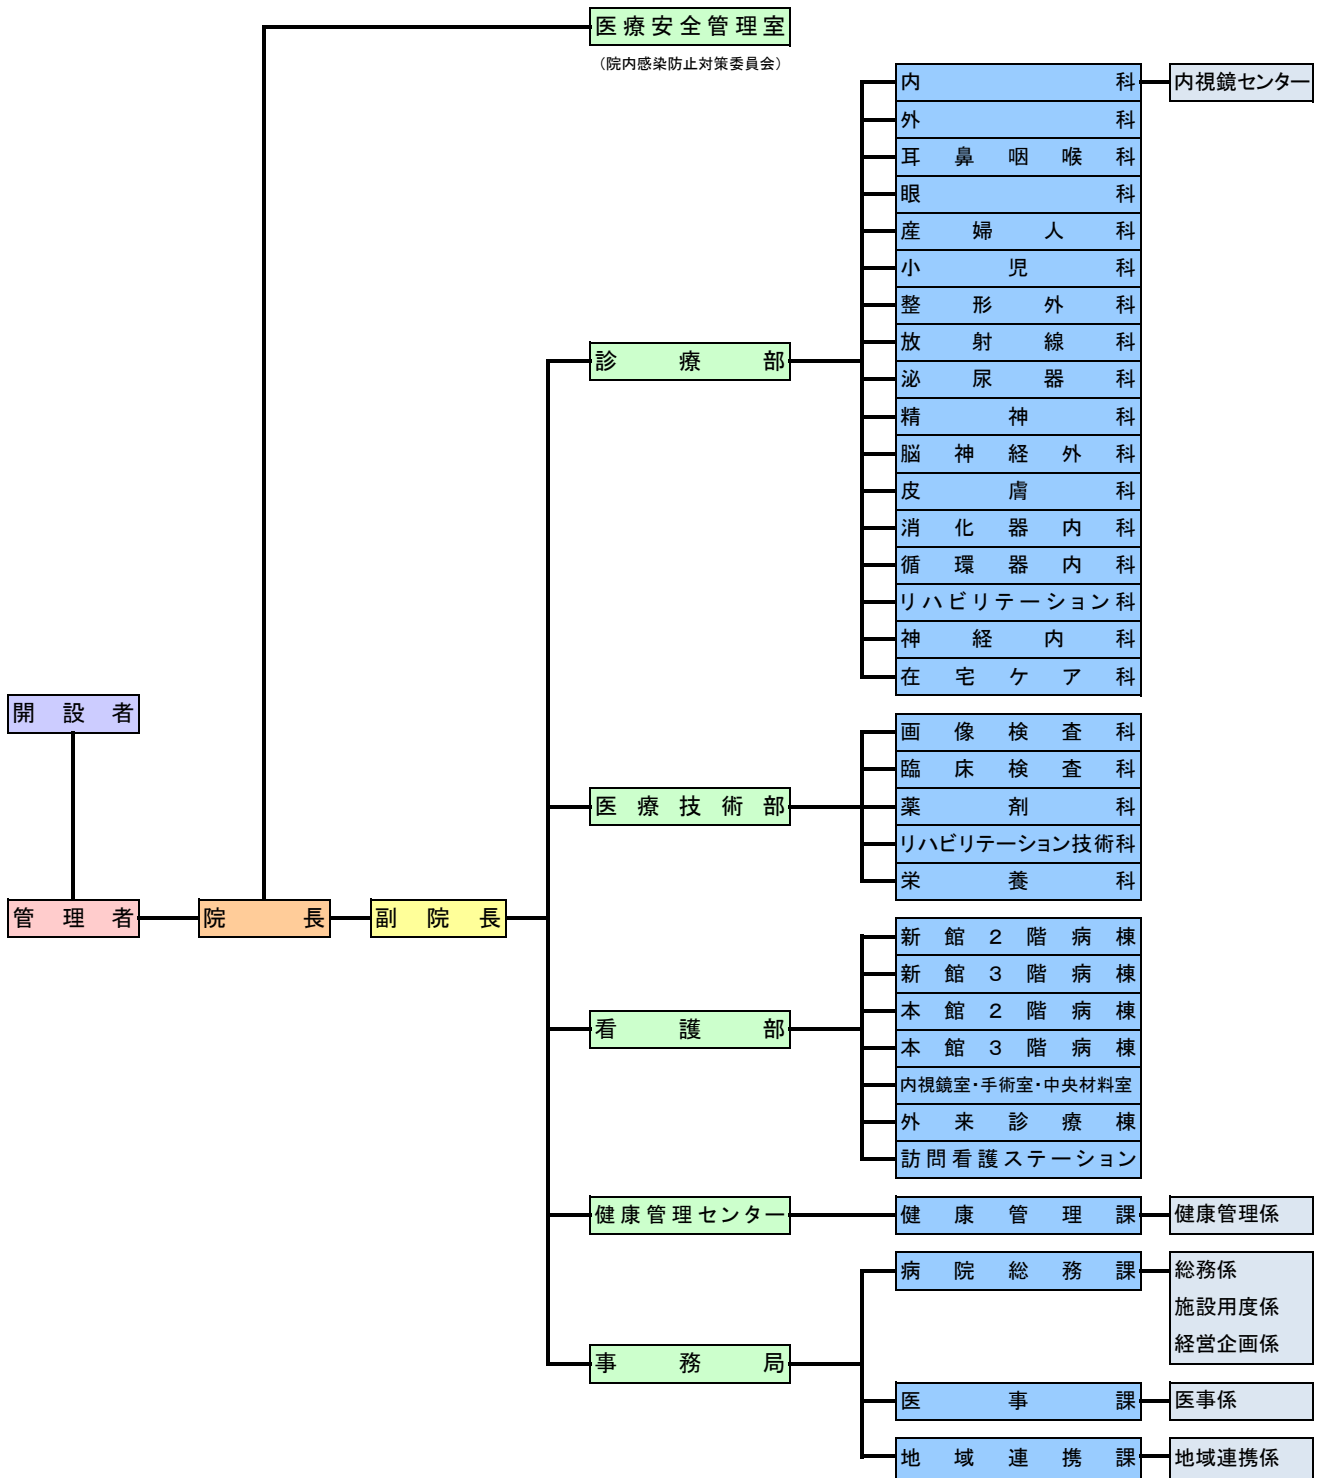 医療安全管理室
（院内感染防止対策委員会）
内科
内視鏡センター
外科
耳鼻咽喉科
眼科
産婦人科
小児科
整形外科
放射線科
診療部
泌尿器科
精神科
脳神経外科
皮膚科
消化器内科
循環器内科
リハビリテーション科
神経内科
在宅ケア科
開設者
画像検査科
臨床検査科
医療技術部
薬剤科
リハビリテーション技術科
栄養科
管理者
院長
副院長
新館２階病棟
新館３階病棟
本館２階病棟
看護部
本館３階病棟
内視鏡室・手術室・中央材料室
外来診療棟
訪問看護ステーション
健康管理センター
健康管理課
健康管理係
病院総務課
総務係
施設用度係
経営企画係
事務局
医事課
医事係
地域連携課
地域連携係